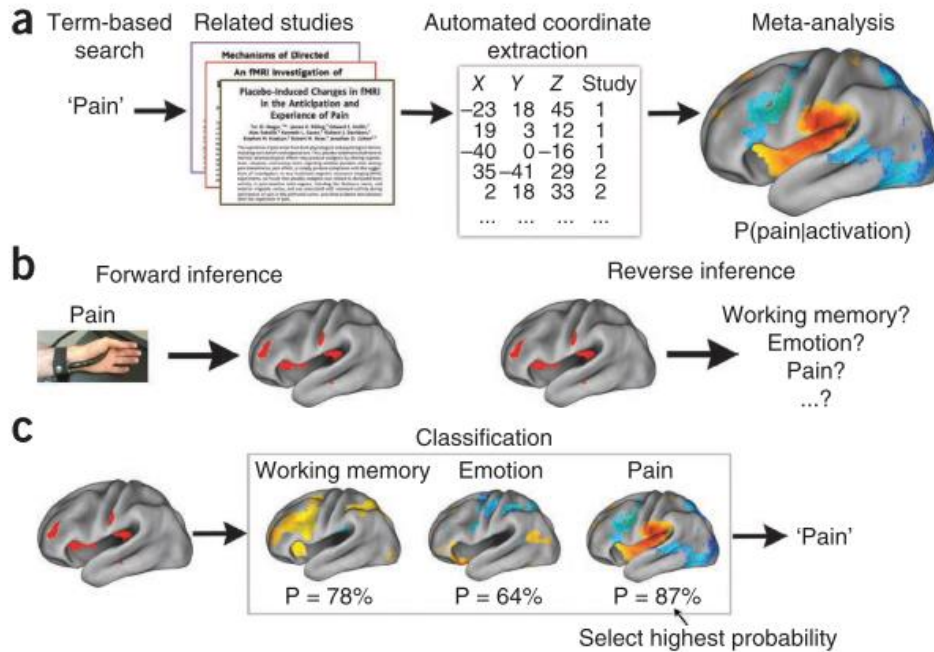 a
Term-based
search
Related studies
Automated coordinate
extraction
Meta-analysis
'Pain'
Mechanisms of Directed
An fMRI Investigation of
Placebo-Induced Changes in fMRI
in the Anticipation and
Experience of Pain
X Y Z Study
–23 18 45 1
19 3 12 1
–40 0 –16 1
35 –41 29 2
2 18 33 2
... ... ... ...
P(pain|activation)
b
Forward inference
Reverse inference
Pain
Working memory?
Emotion?
Pain?
...?
c
Classification
Working memory
Emotion
Pain
P = 78%
P = 64%
P = 87%
'Pain'
Select highest probability